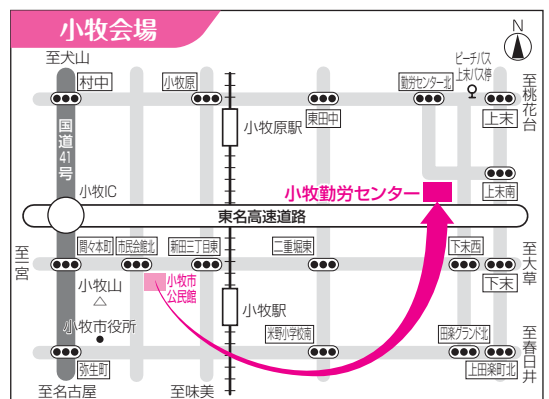 小牧会場
N
至犬山
村中
小牧原
東田中
勤労センター北
ピーチバス
上末バス停
上末
至桃花台
国道41号
小牧原駅
小牧IC
小牧勤労センター
上末南
東名高速道路
至一宮
間々本町
市民会館北
新田三丁目東
二重堀東
下末西
下末
至大草
小牧山
小牧市
公民館
小牧駅
小牧市役所
米野小学校南
田楽グランド北
弥生町
上田楽町北
至春日井
至名古屋
至味美